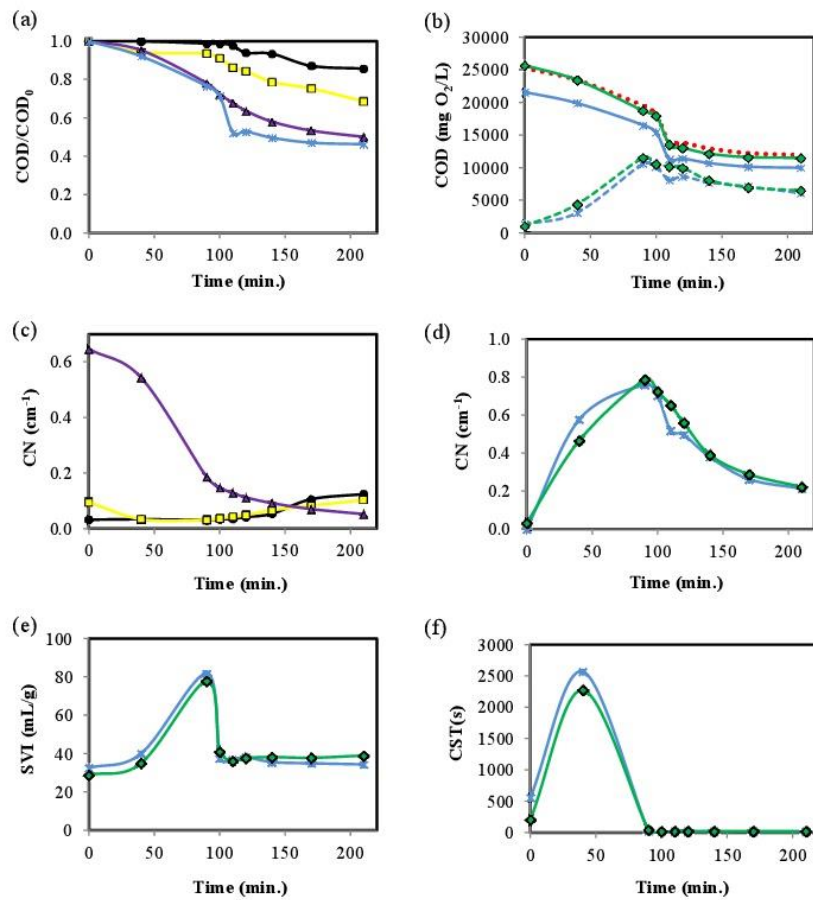 (a)
1.0
0.8
0.6
0.4
0.2
0.0
COD/COD₀
0 50 100 150 200
Time (min.)
(b)
30000
25000
20000
15000
10000
5000
0
COD (mg O₂/L)
0 50 100 150 200
Time (min.)
(c)
0.6
0.4
0.2
0.0
CN (cm⁻¹)
0 50 100 150 200
Time (min.)
(d)
1.0
0.8
0.6
0.4
0.2
0.0
CN (cm⁻¹)
0 50 100 150 200
Time (min.)
(e)
100
80
60
40
20
0
SVI (mL/g)
0 50 100 150 200
Time (min.)
(f)
3000
2500
2000
1500
1000
500
0
CST(s)
0 50 100 150 200
Time (min.)